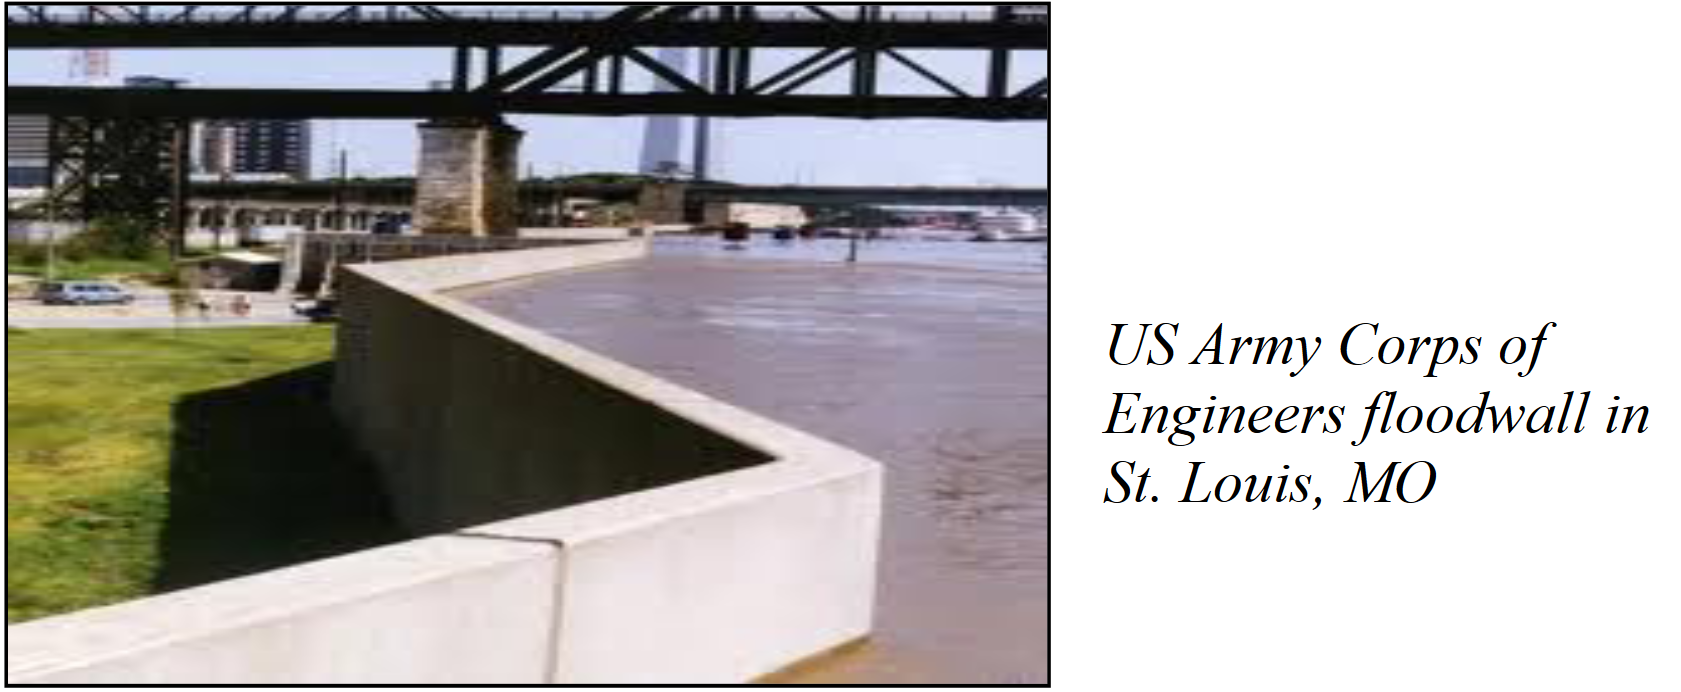 US Army Corps of
Engineers floodwall in
St. Louis, MO